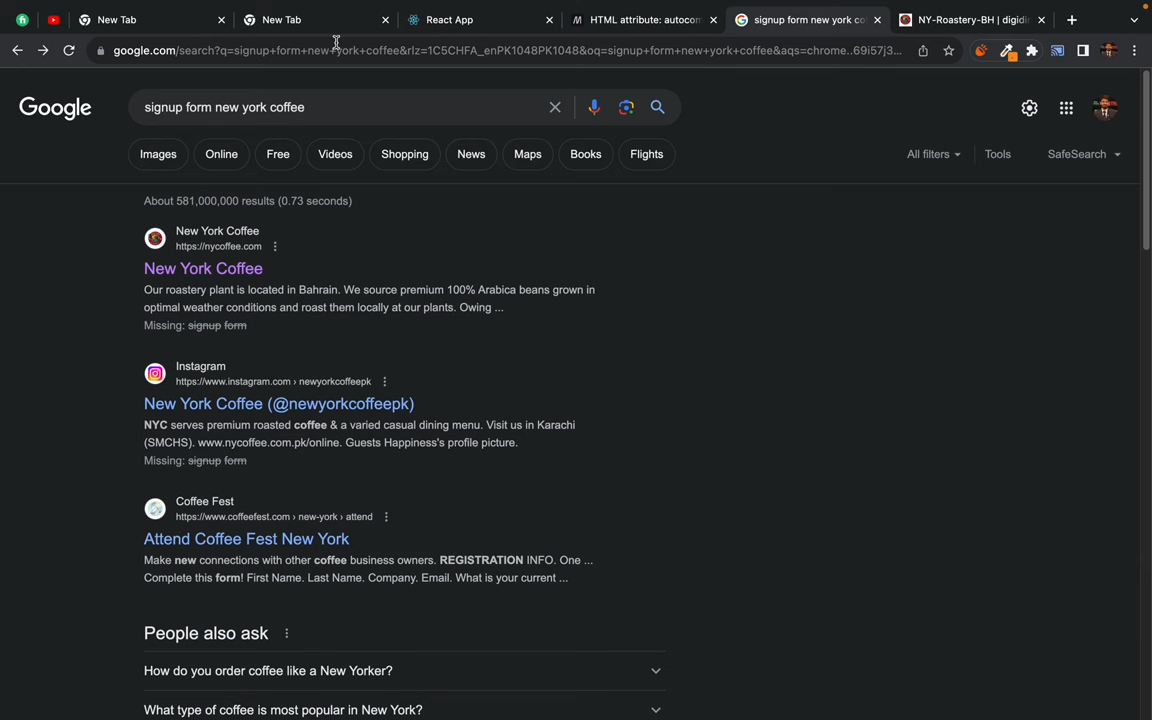 New Tab
New Tab
React App
HTML attribute: autocom
signup form new york co
NY-Roastery-BH | digidin
google.com/search?q=signup+form+new+york+coffee&rlz=1C5CHFA_enPK1048PK1048&oq=signup+form+new+york+coffee&aqs=chrome..69i57j3...
Google
signup form new york coffee
Images
Online
Free
Videos
Shopping
News
Maps
Books
Flights
All filters
Tools
SafeSearch
About 581,000,000 results (0.73 seconds)
New York Coffee
https://nycoffee.com
New York Coffee
Our roastery plant is located in Bahrain. We source premium 100% Arabica beans grown in
optimal weather conditions and roast them locally at our plants. Owing ...
Missing: signup form
Instagram
https://www.instagram.com › newyorkcoffeepk
New York Coffee (@newyorkcoffeepk)
NYC serves premium roasted coffee & a varied casual dining menu. Visit us in Karachi
(SMCHS). www.nycoffee.com.pk/online. Guests Happiness's profile picture.
Missing: signup form
Coffee Fest
https://www.coffeefest.com › new-york › attend
Attend Coffee Fest New York
Make new connections with other coffee business owners. REGISTRATION INFO. One ...
Complete this form! First Name. Last Name. Company. Email. What is your current ...
People also ask
How do you order coffee like a New Yorker?
What type of coffee is most popular in New York?